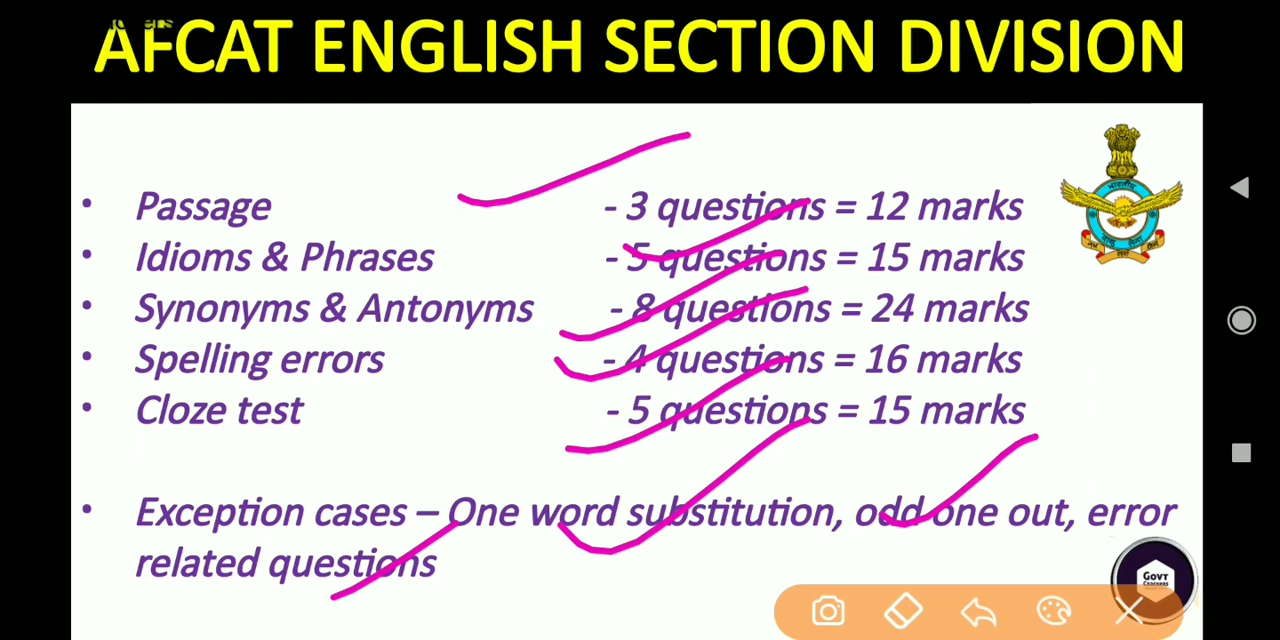 AFCAT ENGLISH SECTION DIVISION
• Passage - 3 questions = 12 marks
• Idioms & Phrases - 5 questions = 15 marks
• Synonyms & Antonyms - 8 questions = 24 marks
• Spelling errors - 4 questions = 16 marks
• Cloze test - 5 questions = 15 marks
• Exception cases – One word substitution, odd one out, error
related questions
GOVT